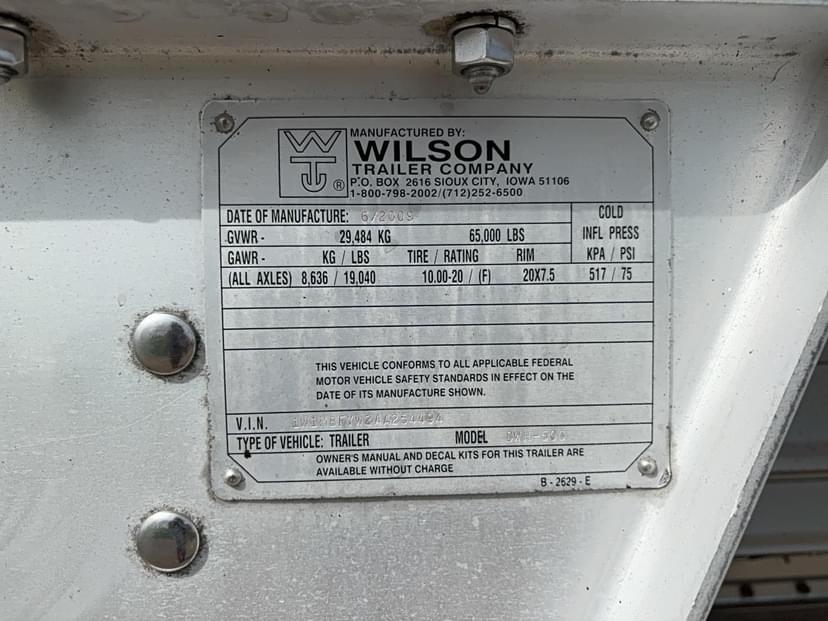 WT ®
MANUFACTURED BY:
WILSON
TRAILER COMPANY
P.O. BOX 2616 SIOUX CITY, IOWA 51106
1-800-798-2002/(712)252-6500
DATE OF MANUFACTURE: 6/2009
COLD
INFL PRESS
KPA / PSI
GVWR - 29,484 KG 65,000 LBS
GAWR - KG / LBS TIRE / RATING RIM
(ALL AXLES) 8,636 / 19,040 10.00-20 / (F) 20X7.5 517 / 75
THIS VEHICLE CONFORMS TO ALL APPLICABLE FEDERAL
MOTOR VEHICLE SAFETY STANDARDS IN EFFECT ON THE
DATE OF ITS MANUFACTURE SHOWN.
V.I.N.
TYPE OF VEHICLE: TRAILER MODEL
OWNER'S MANUAL AND DECAL KITS FOR THIS TRAILER ARE
AVAILABLE WITHOUT CHARGE
B - 2629 - E